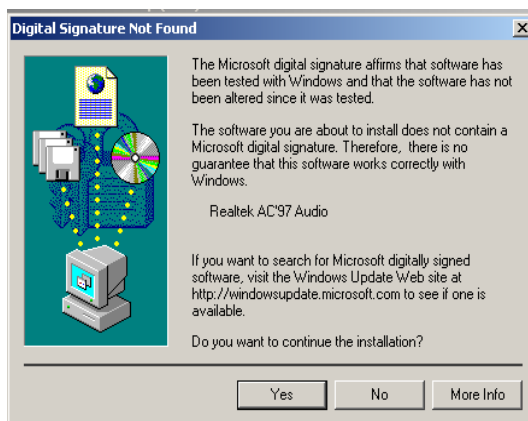 Digital Signature Not Found
The Microsoft digital signature affirms that software has
been tested with Windows and that the software has not
been altered since it was tested.
The software you are about to install does not contain a
Microsoft digital signature. Therefore, there is no
guarantee that this software works correctly with
Windows.
Realtek AC'97 Audio
If you want to search for Microsoft digitally signed
software, visit the Windows Update Web site at
http://windowsupdate.microsoft.com to see if one is
available.
Do you want to continue the installation?
Yes No More Info